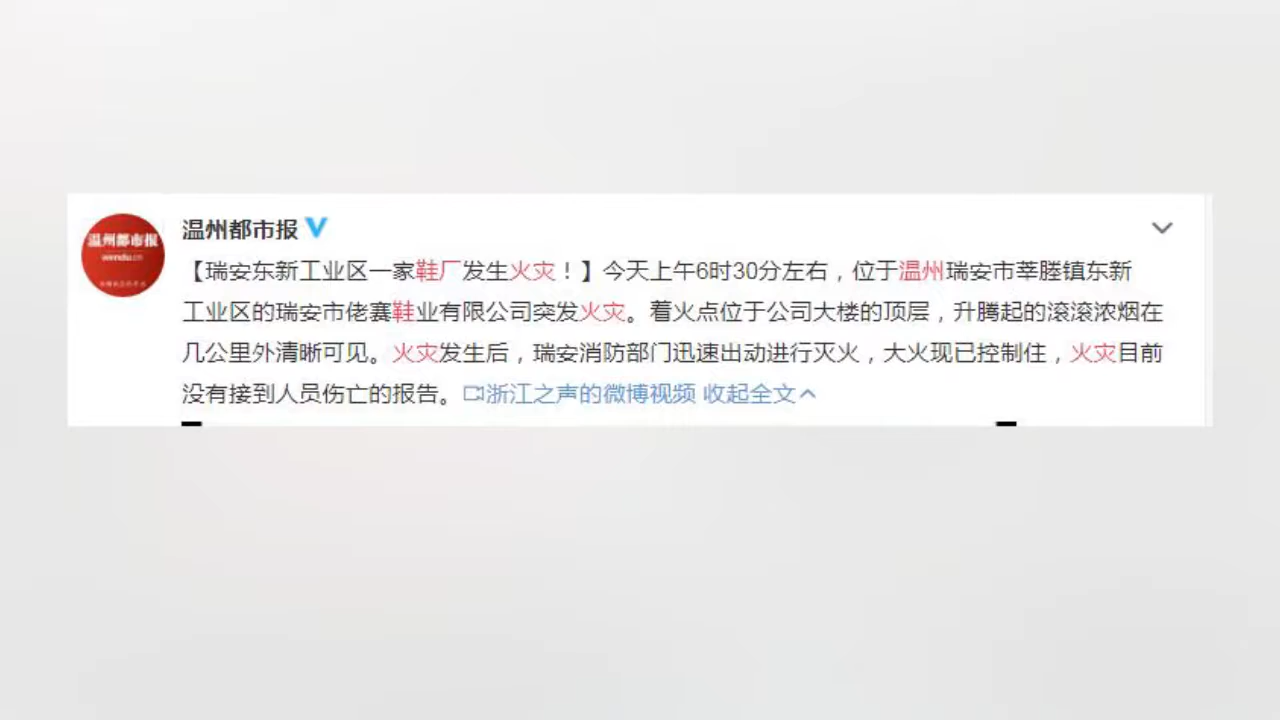 温州都市报
温州都市报
wendu.cn
【瑞安东新工业区一家鞋厂发生火灾！】今天上午6时30分左右，位于温州瑞安市莘塍镇东新
工业区的瑞安市佬赛鞋业有限公司突发火灾。着火点位于公司大楼的顶层，升腾起的滚滚浓烟在
几公里外清晰可见。火灾发生后，瑞安消防部门迅速出动进行灭火，大火现已控制住，火灾目前
没有接到人员伤亡的报告。浙江之声的微博视频 收起全文